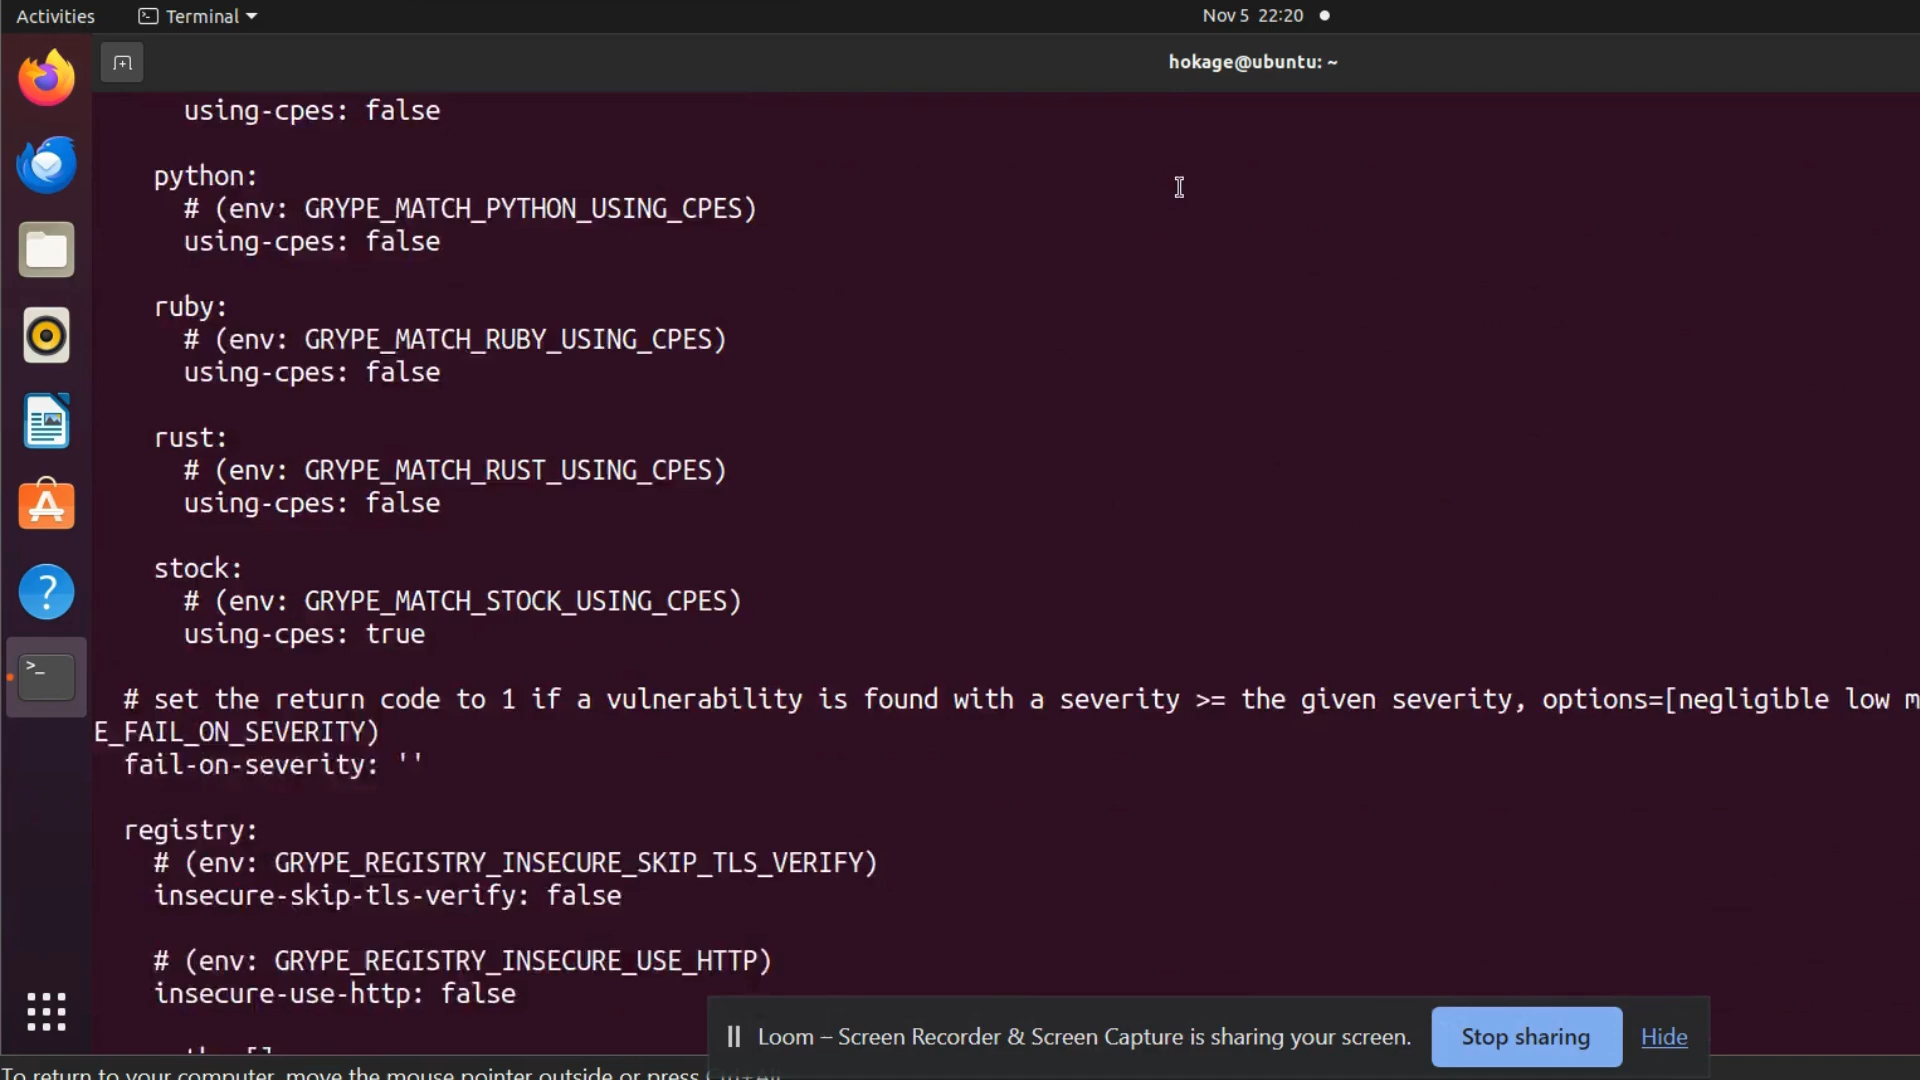 Activities
Terminal
Nov 5 22:20
hokage@ubuntu: ~
using-cpes: false
python:
# (env: GRYPE_MATCH_PYTHON_USING_CPES)
using-cpes: false
ruby:
# (env: GRYPE_MATCH_RUBY_USING_CPES)
using-cpes: false
rust:
# (env: GRYPE_MATCH_RUST_USING_CPES)
using-cpes: false
stock:
# (env: GRYPE_MATCH_STOCK_USING_CPES)
using-cpes: true
# set the return code to 1 if a vulnerability is found with a severity >= the given severity, options=[negligible low m
E_FAIL_ON_SEVERITY)
fail-on-severity: ''
registry:
# (env: GRYPE_REGISTRY_INSECURE_SKIP_TLS_VERIFY)
insecure-skip-tls-verify: false
# (env: GRYPE_REGISTRY_INSECURE_USE_HTTP)
insecure-use-http: false
Loom – Screen Recorder & Screen Capture is sharing your screen.
Stop sharing
Hide
To return to your computer, move the mouse pointer outside or press